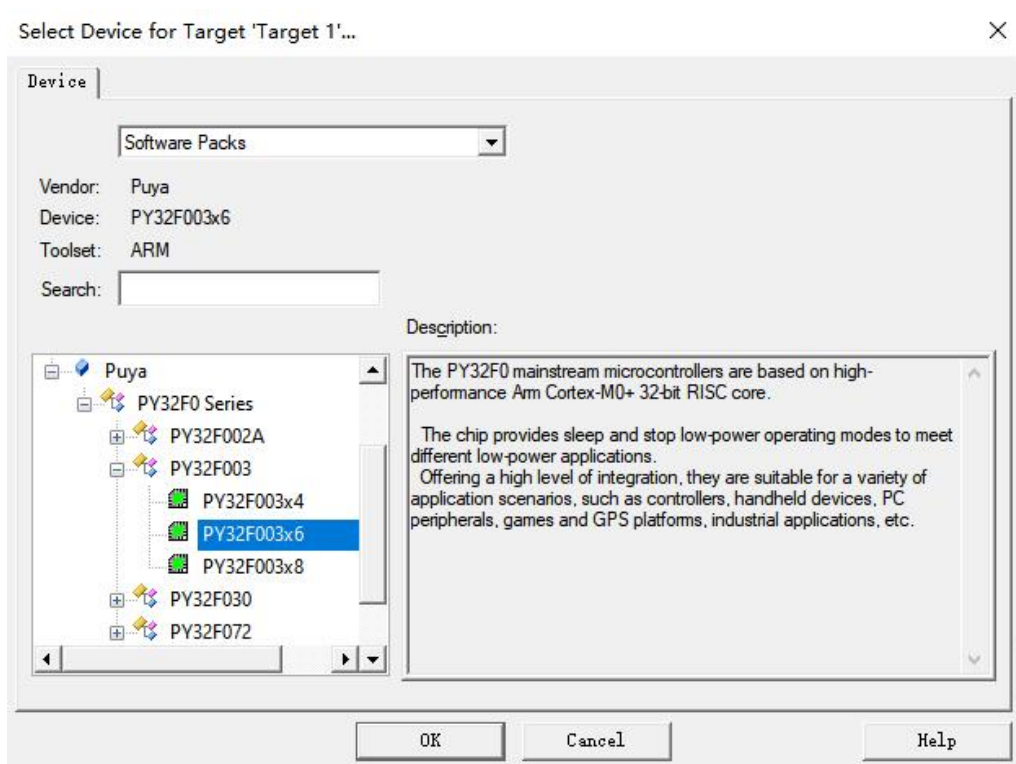 Select Device for Target 'Target 1'...
Device
Software Packs
Vendor: Puya
Device: PY32F003x6
Toolset: ARM
Search:
Description:
Puya
PY32F0 Series
PY32F002A
PY32F003
PY32F003x4
PY32F003x6
PY32F003x8
PY32F030
PY32F072
The PY32F0 mainstream microcontrollers are based on high-
performance Arm Cortex-M0+ 32-bit RISC core.
The chip provides sleep and stop low-power operating modes to meet
different low-power applications.
Offering a high level of integration, they are suitable for a variety of
application scenarios, such as controllers, handheld devices, PC
peripherals, games and GPS platforms, industrial applications, etc.
OK
Cancel
Help